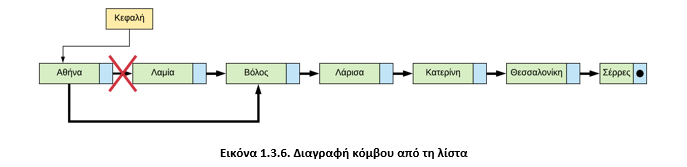 Κεφαλή
Αθήνα Λαμία Βόλος Λάρισα Κατερίνη Θεσσαλονίκη Σέρρες
Εικόνα 1.3.6. Διαγραφή κόμβου από τη λίστα